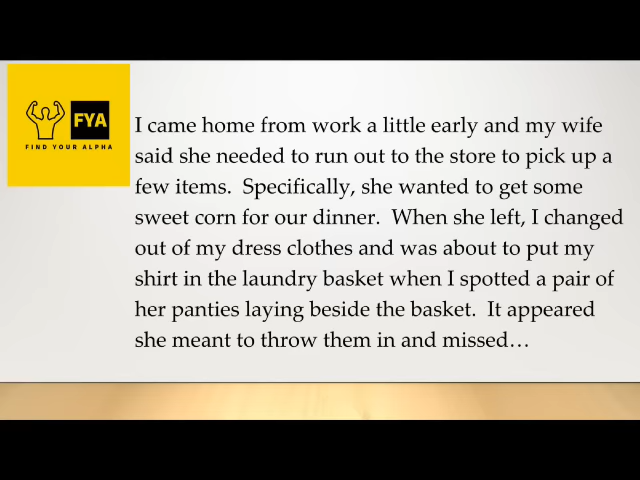 FYA
FIND YOUR ALPHA
I came home from work a little early and my wife
said she needed to run out to the store to pick up a
few items.  Specifically, she wanted to get some
sweet corn for our dinner.  When she left, I changed
out of my dress clothes and was about to put my
shirt in the laundry basket when I spotted a pair of
her panties laying beside the basket.  It appeared
she meant to throw them in and missed…